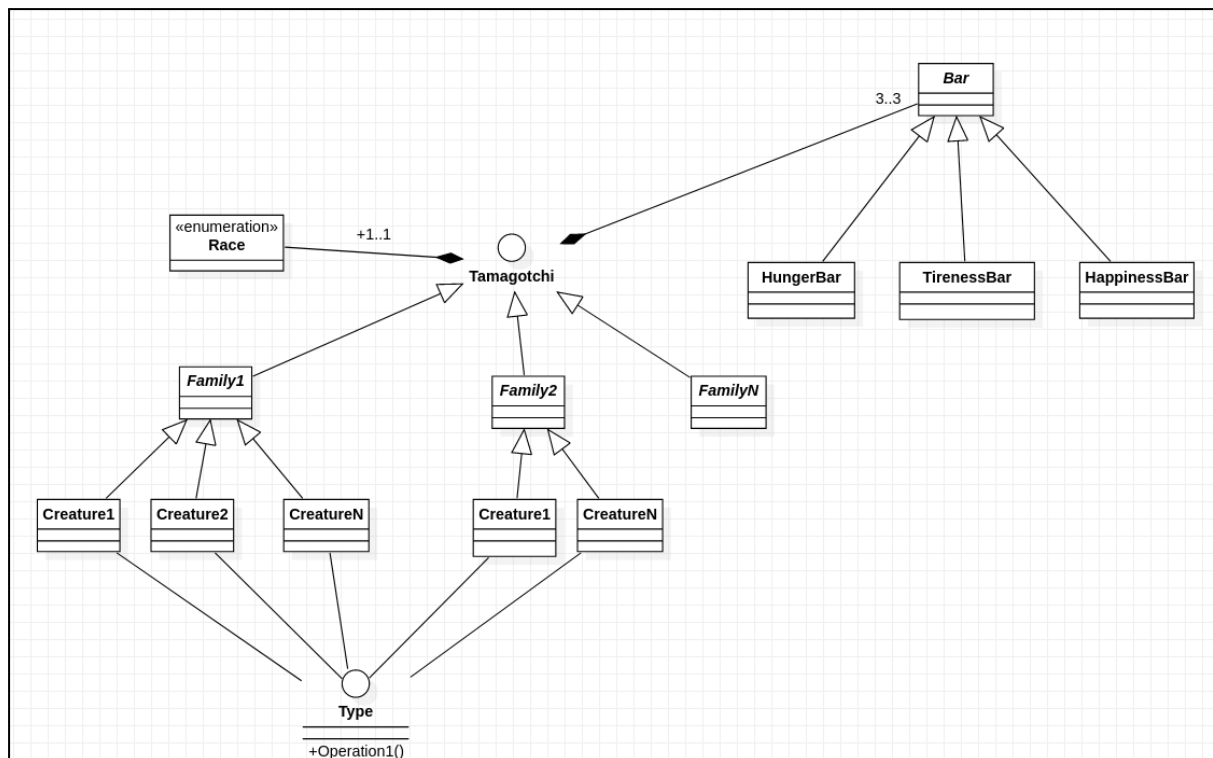 Bar
3..3
«enumeration»
Race
+1..1
Tamagotchi
HungerBar
TirenessBar
HappinessBar
Family1
Family2
FamilyN
Creature1
Creature2
CreatureN
Creature1
CreatureN
Type
+Operation1()